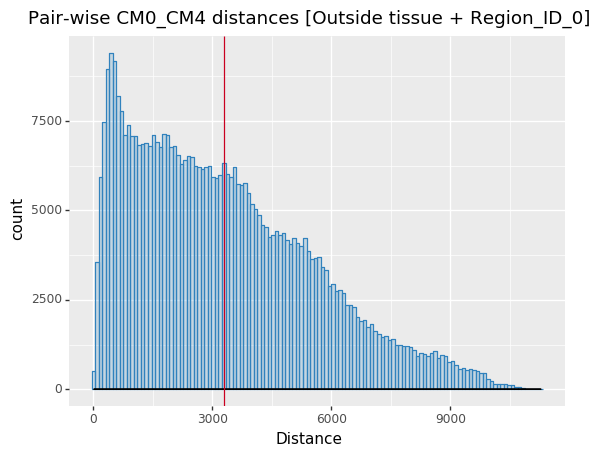 Pair-wise CM0_CM4 distances [Outside tissue + Region_ID_0]
7500
5000
2500
0
count
0 3000 6000 9000
Distance